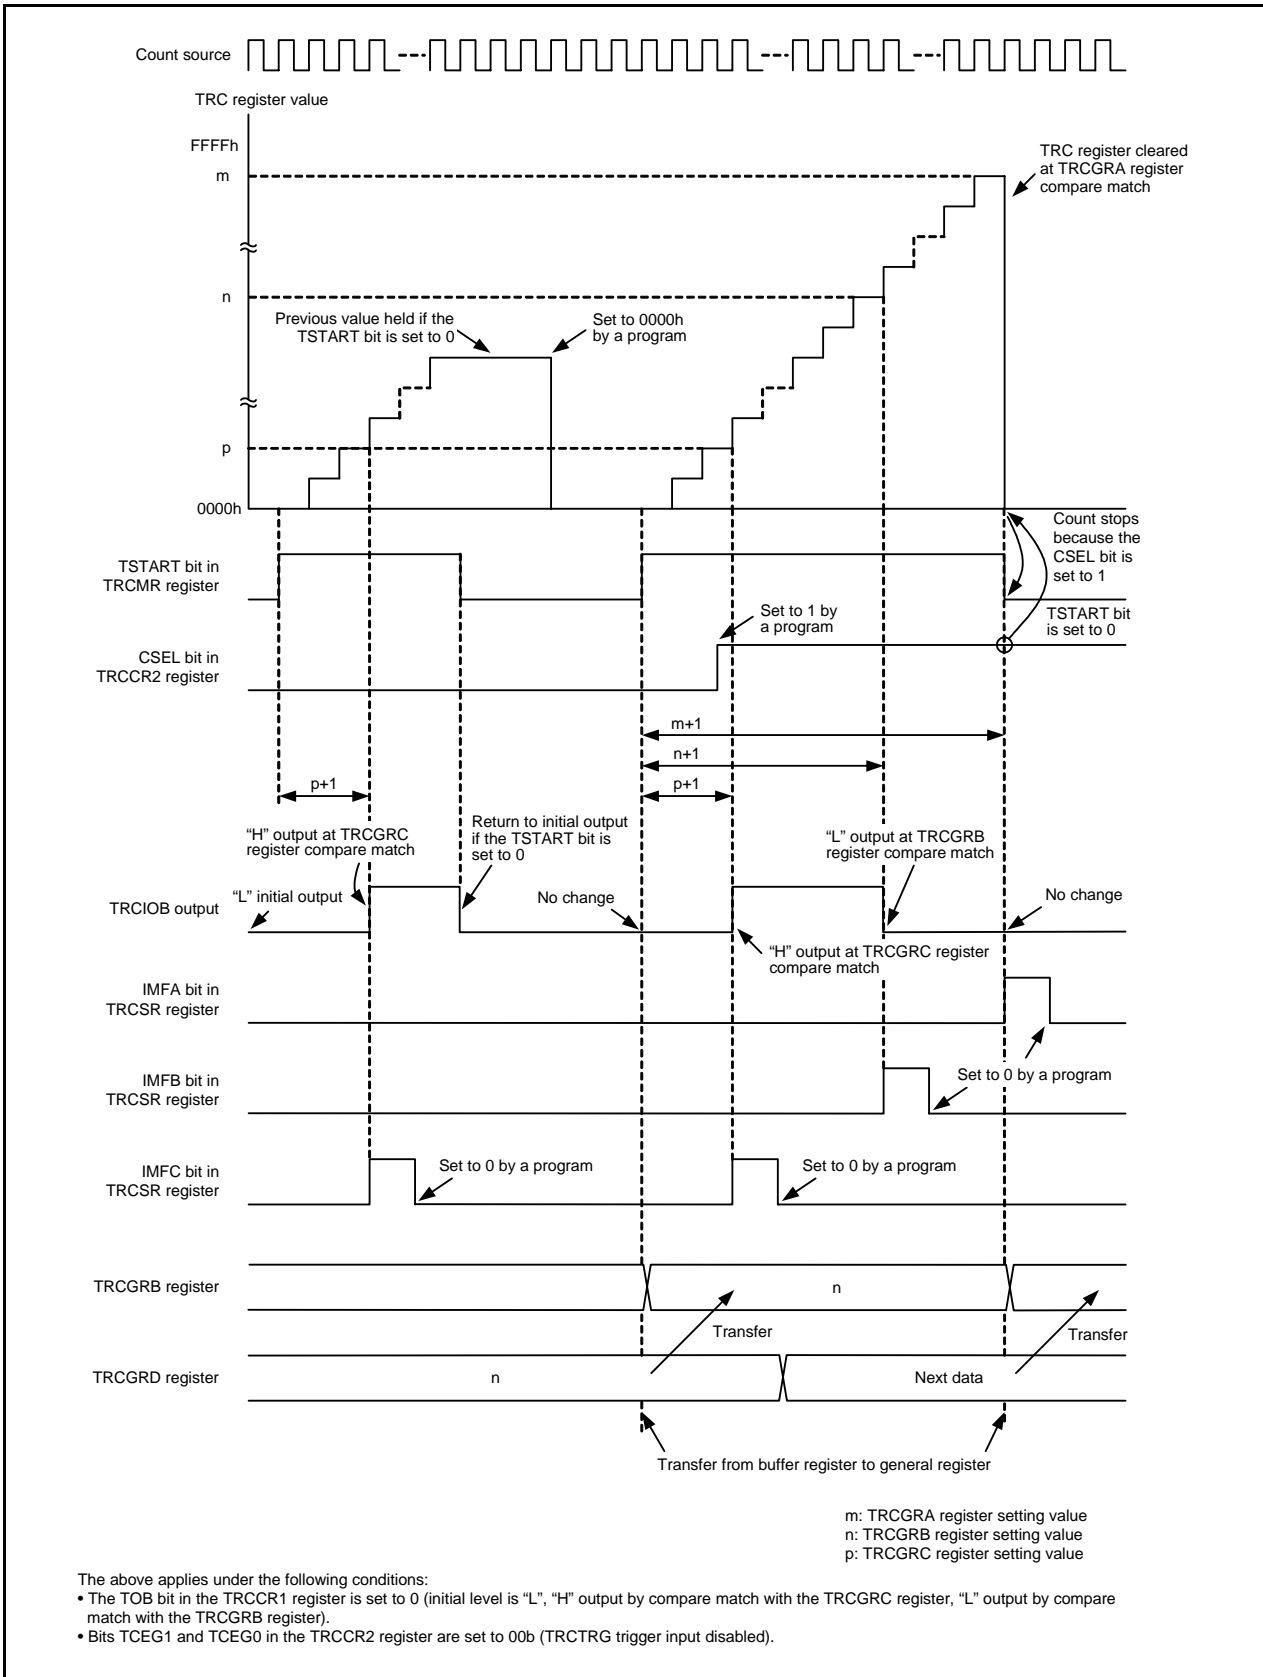 Count source
TRC register value
FFFFh
m
TRC register cleared
at TRCGRA register
compare match
n
Previous value held if the
TSTART bit is set to 0
Set to 0000h
by a program
p
0000h
Count stops
because the
CSEL bit is
set to 1
TSTART bit in
TRCMR register
Set to 1 by
a program
TSTART bit
is set to 0
CSEL bit in
TRCCR2 register
m+1
n+1
p+1
p+1
“H” output at TRCGRC
register compare match
Return to initial output
if the TSTART bit is
set to 0
“L” output at TRCGRB
register compare match
“L” initial output
No change
No change
TRCIOB output
“H” output at TRCGRC register
compare match
IMFA bit in
TRCSR register
Set to 0 by a program
IMFB bit in
TRCSR register
IMFC bit in
TRCSR register
Set to 0 by a program
Set to 0 by a program
TRCGRB register
n
Transfer
Transfer
TRCGRD register
n
Next data
Transfer from buffer register to general register
m: TRCGRA register setting value
n: TRCGRB register setting value
p: TRCGRC register setting value
The above applies under the following conditions:
• The TOB bit in the TRCCR1 register is set to 0 (initial level is “L”, “H” output by compare match with the TRCGRC register, “L” output by compare
match with the TRCGRB register).
• Bits TCEG1 and TCEG0 in the TRCCR2 register are set to 00b (TRCTRG trigger input disabled).